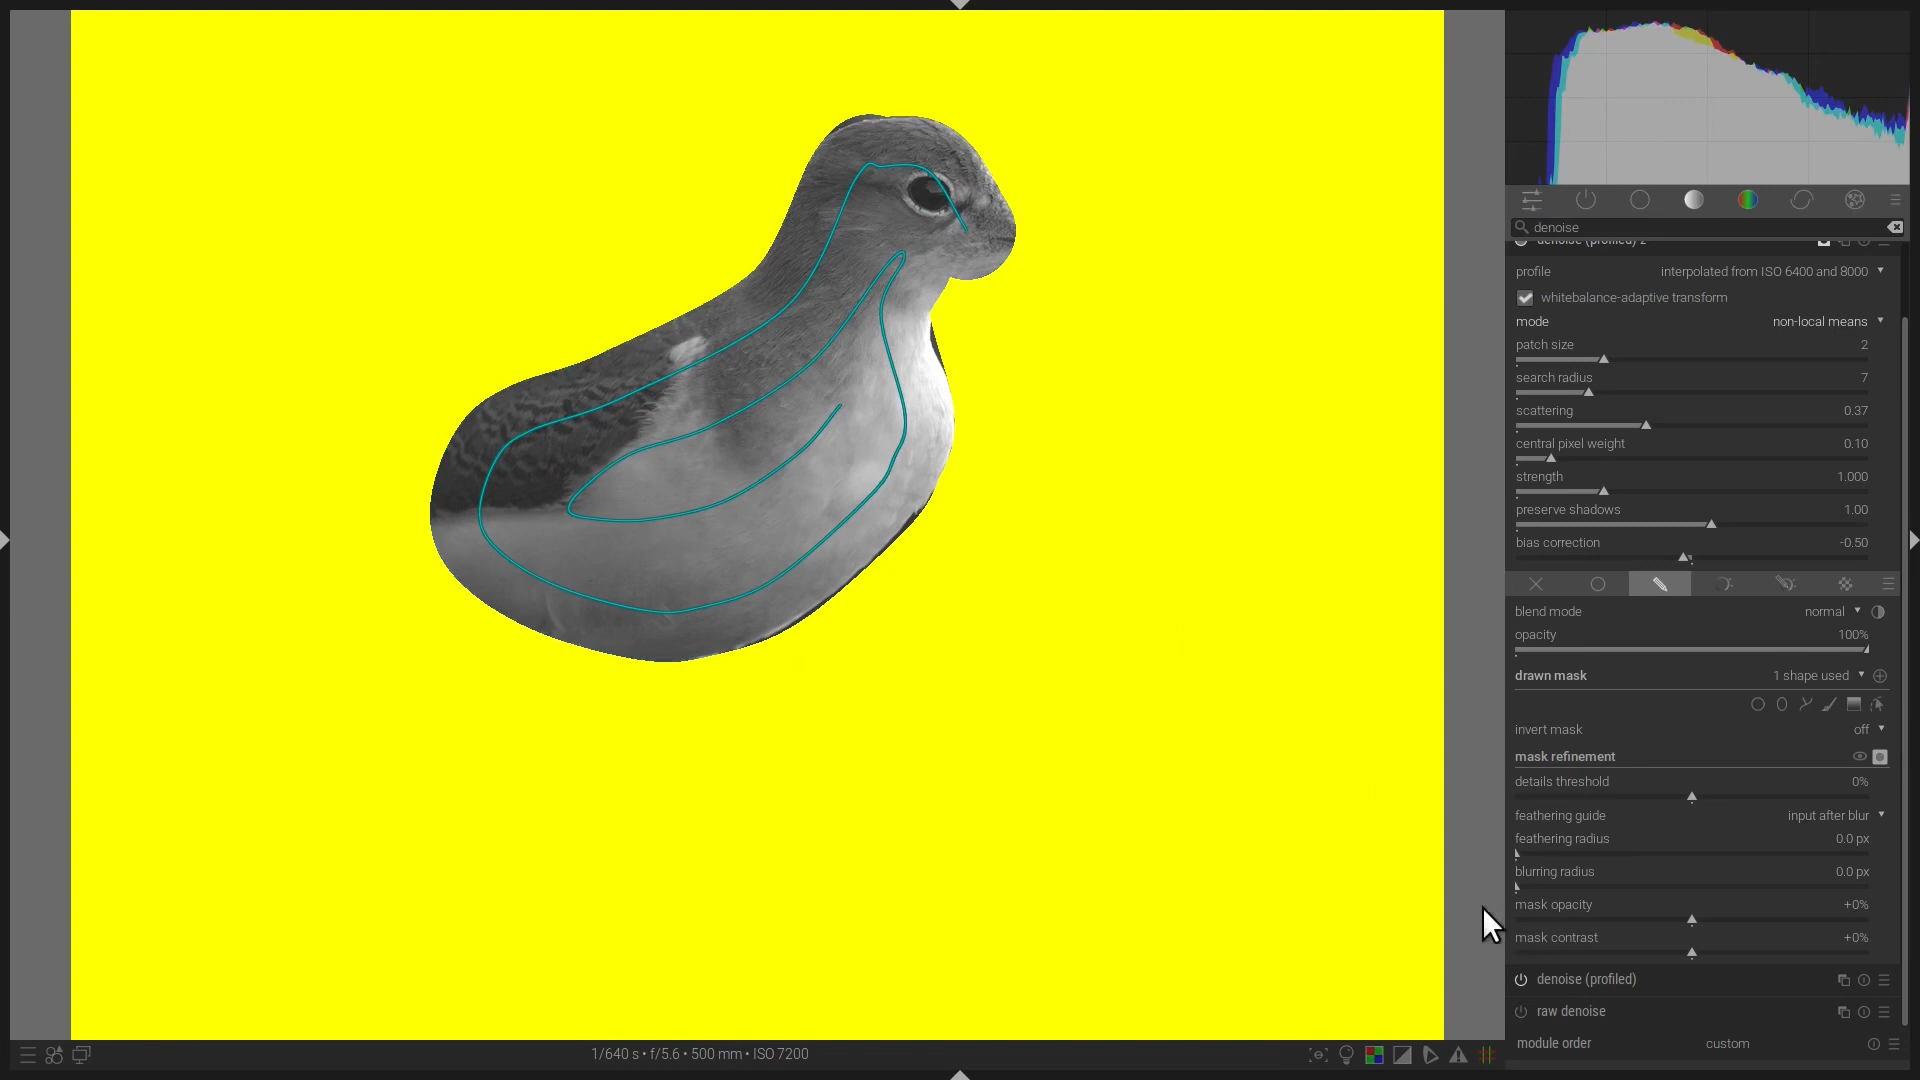 denoise
denoise (profiled) 2
profile interpolated from ISO 6400 and 8000
whitebalance-adaptive transform
mode non-local means
patch size 2
search radius 7
scattering 0.37
central pixel weight 0.10
strength 1.000
preserve shadows 1.00
bias correction -0.50
blend mode normal
opacity 100%
drawn mask 1 shape used
invert mask off
mask refinement
details threshold 0%
feathering guide input after blur
feathering radius 0.0 px
blurring radius 0.0 px
mask opacity +0%
mask contrast +0%
denoise (profiled)
raw denoise
module order custom
1/640 s • f/5.6 • 500 mm • ISO 7200